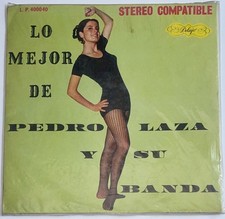 STEREO COMPATIBLE
LO
MEJOR
DE
PEDRO LAZA
Y SU
BANDA